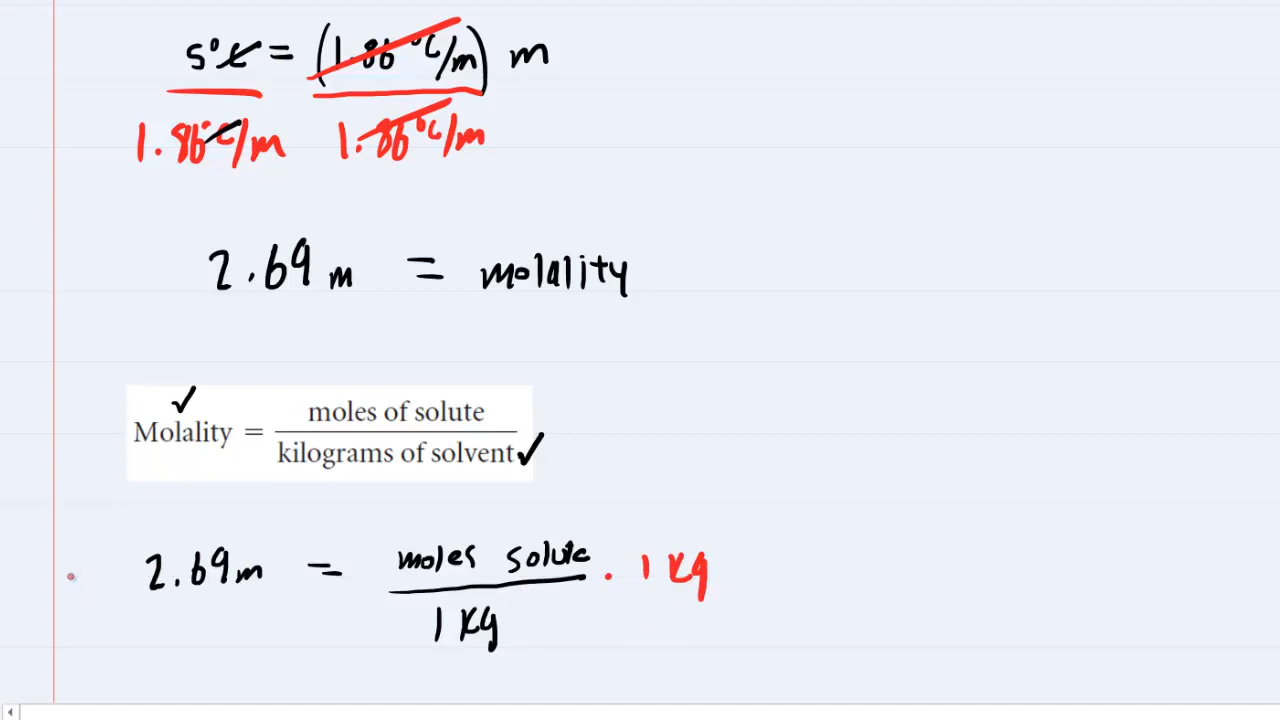 5°C = (1.86 °C/m) m
1.86°C/m 1.86°C/m
2.69 m = molality
Molality = moles of solute
kilograms of solvent
2.69 m = moles solute · 1 Kg
1 Kg